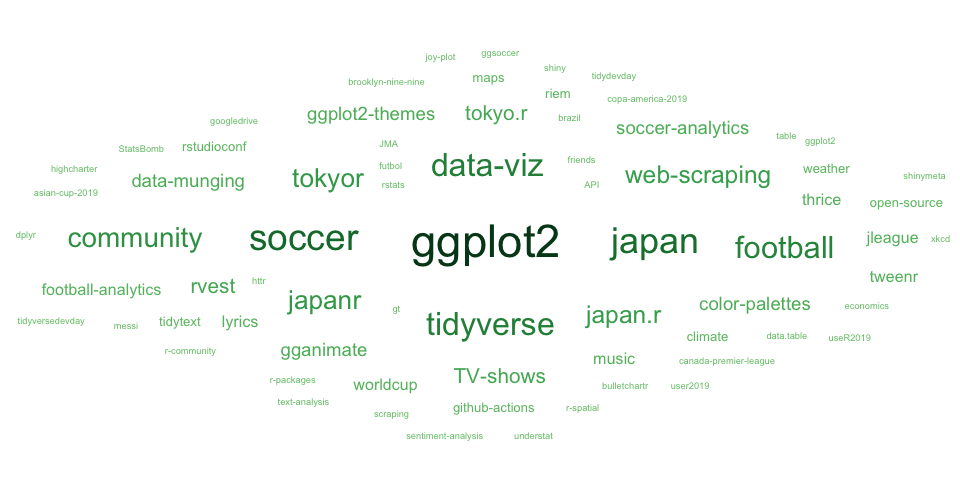 joy-plot
ggsoccer
shiny
brooklyn-nine-nine
maps
tidydevday
riem
copa-america-2019
googledrive
ggplot2-themes
tokyo.r
brazil
soccer-analytics
table
ggplot2
StatsBomb
rstudioconf
JMA
highcharter
data-munging
tokyor
futbol
rstats
data-viz
friends
API
web-scraping
weather
shinymeta
asian-cup-2019
thrice
open-source
dplyr
community
soccer
ggplot2
japan
football
jleague
xkcd
football-analytics
rvest
httr
japanr
gt
tidyverse
japan.r
color-palettes
tweenr
economics
tidyversedevday
messi
tidytext
lyrics
climate
data.table
useR2019
r-community
gganimate
music
canada-premier-league
r-packages
worldcup
TV-shows
bulletchartr
user2019
text-analysis
scraping
github-actions
r-spatial
sentiment-analysis
understat